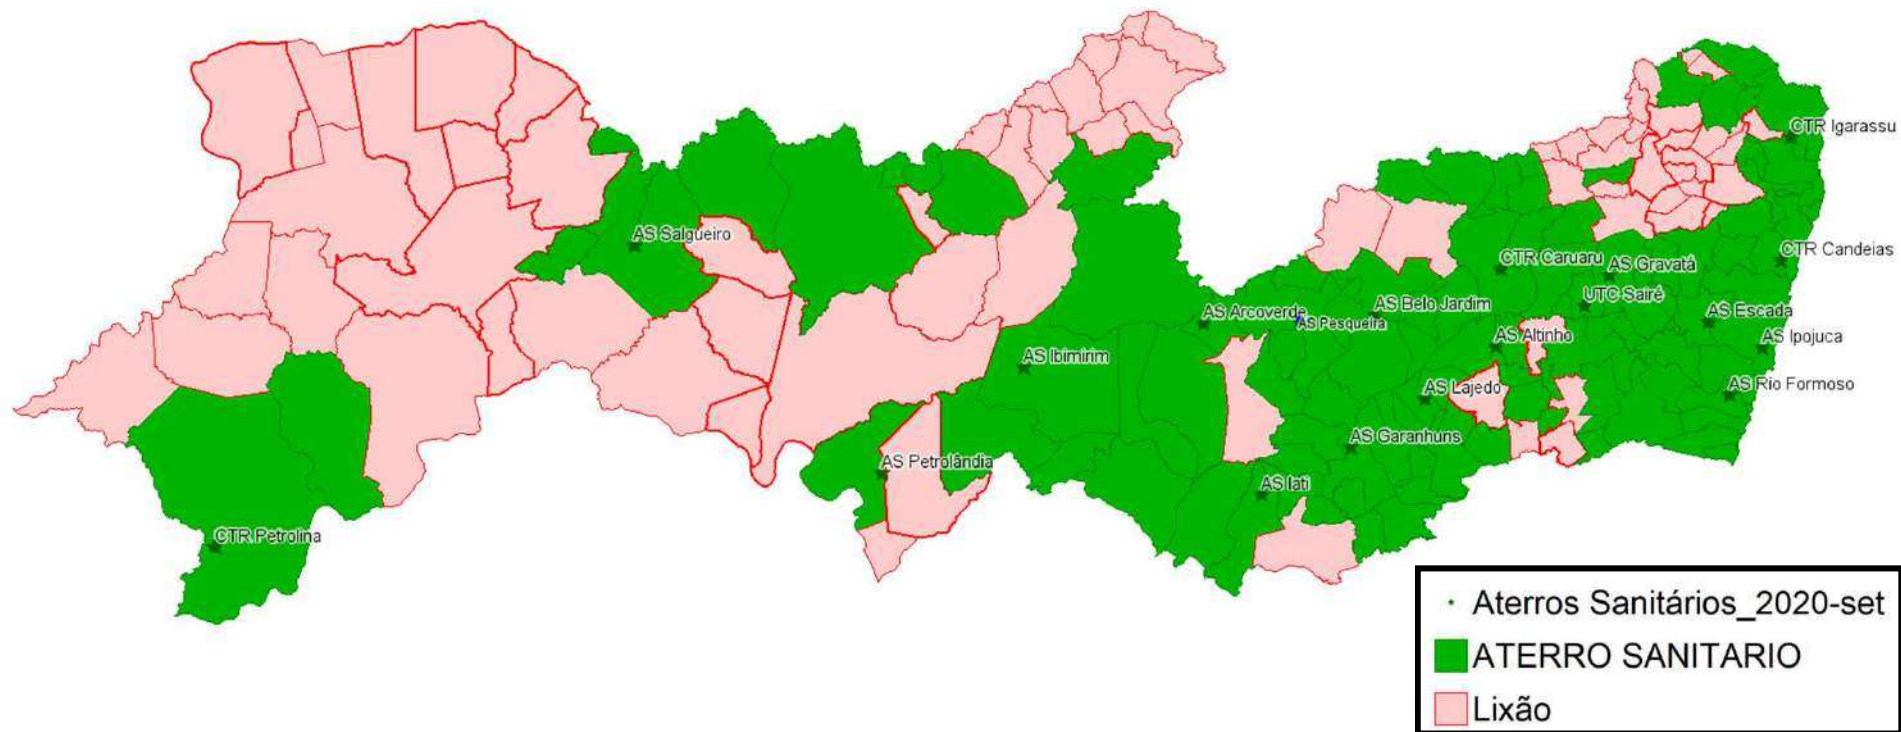 CTR Igarassu
AS Salgueiro
CTR Candeias
CTR Caruaru
AS Gravatá
UTC Sairé
AS Belo Jardim
AS Arcoverde
AS Pesqueira
AS Escada
AS Altinho
AS Ipojuca
AS Ibimirim
AS Rio Formoso
AS Lajedo
AS Garanhuns
AS Petrolândia
AS Iati
CTR Petrolina
Aterros Sanitários_2020-set
ATERRO SANITARIO
Lixão